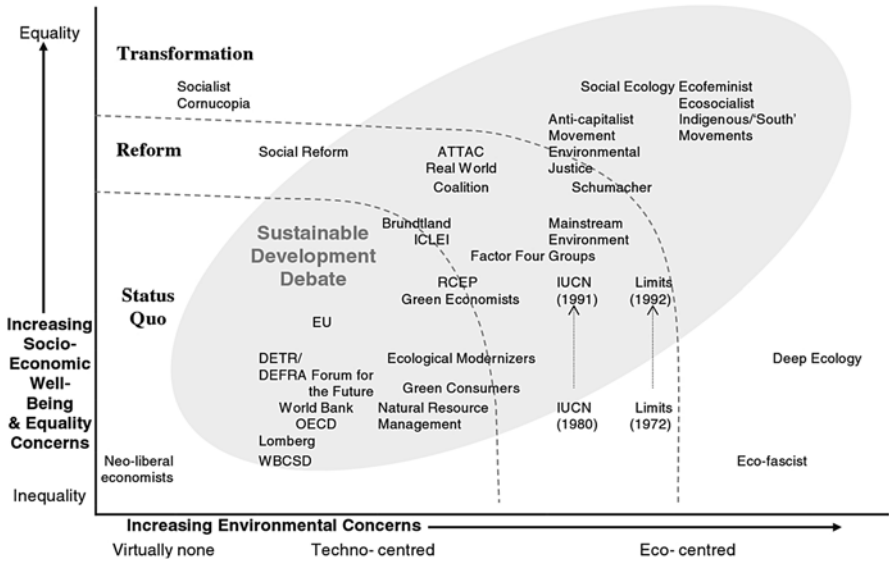 Equality
Transformation
Socialist
Cornucopia
Social Ecology Ecofeminist
Ecosocialist
Indigenous/'South'
Movements
Anti-capitalist
Movement
Environmental
Justice
Reform
Social Reform
ATTAC
Real World
Coalition
Schumacher
Sustainable
Development
Debate
Brundtland
ICLEI
Mainstream
Environment
Factor Four Groups
Status
Quo
RCEP
Green Economists
IUCN
(1991)
Limits
(1992)
EU
Increasing
Socio-
Economic
Well-
Being
& Equality
Concerns
DETR/
DEFRA Forum for
the Future
Ecological Modernizers
Deep Ecology
Green Consumers
World Bank
OECD
Natural Resource
Management
IUCN
(1980)
Limits
(1972)
Lomberg
WBCSD
Neo-liberal
economists
Eco-fascist
Inequality
Increasing Environmental Concerns
Virtually none
Techno- centred
Eco- centred